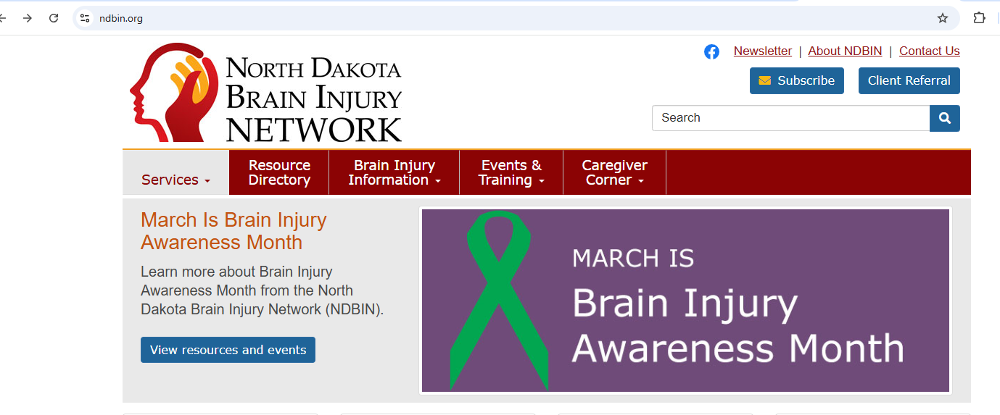 ndbin.org
NORTH DAKOTA
BRAIN INJURY
NETWORK
Newsletter | About NDBIN | Contact Us
Subscribe
Client Referral
Search
Services
Resource
Directory
Brain Injury
Information
Events &
Training
Caregiver
Corner
March Is Brain Injury
Awareness Month
Learn more about Brain Injury
Awareness Month from the North
Dakota Brain Injury Network (NDBIN).
View resources and events
MARCH IS
Brain Injury
Awareness Month